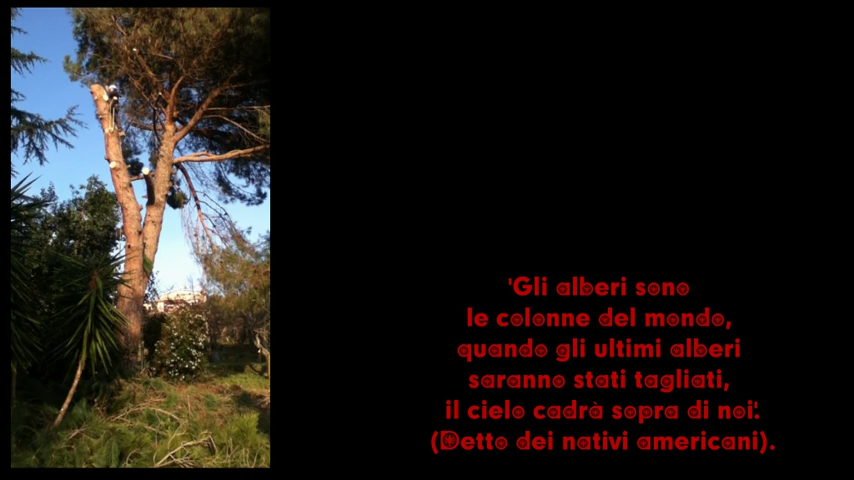 'Gli alberi sono
le colonne del mondo,
quando gli ultimi alberi
saranno stati tagliati,
il cielo cadrà sopra di noi'.
(Detto dei nativi americani).